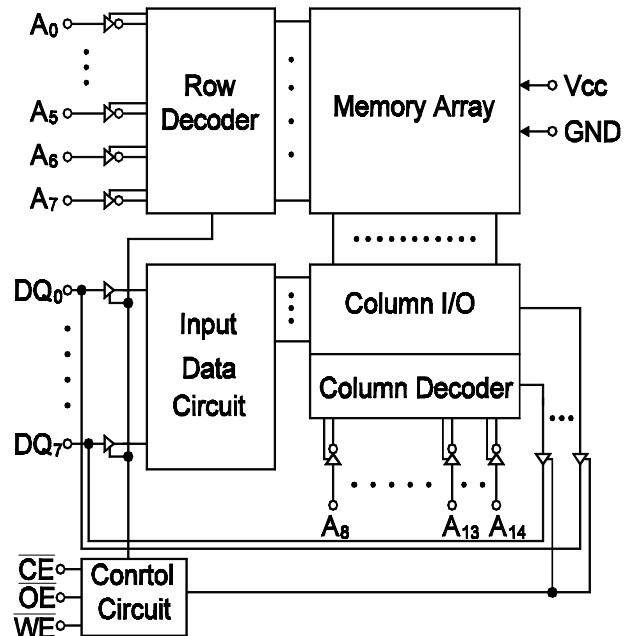 A0
A5
A6
A7
Row
Decoder
Memory Array
Vcc
GND
DQ0
DQ7
Input
Data
Circuit
Column I/O
Column Decoder
A8
A13
A14
CE
OE
WE
Conrtol
Circuit